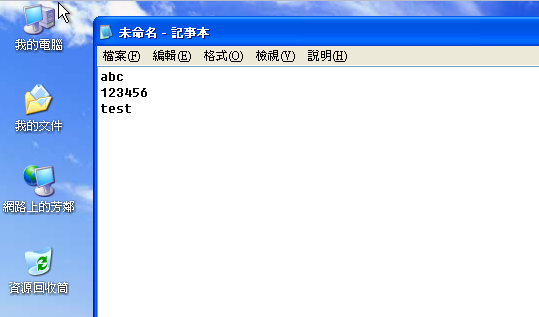 我的電腦
我的文件
網路上的芳鄰
資源回收筒
未命名 - 記事本
檔案(F) 編輯(E) 格式(O) 檢視(V) 說明(H)
abc
123456
test